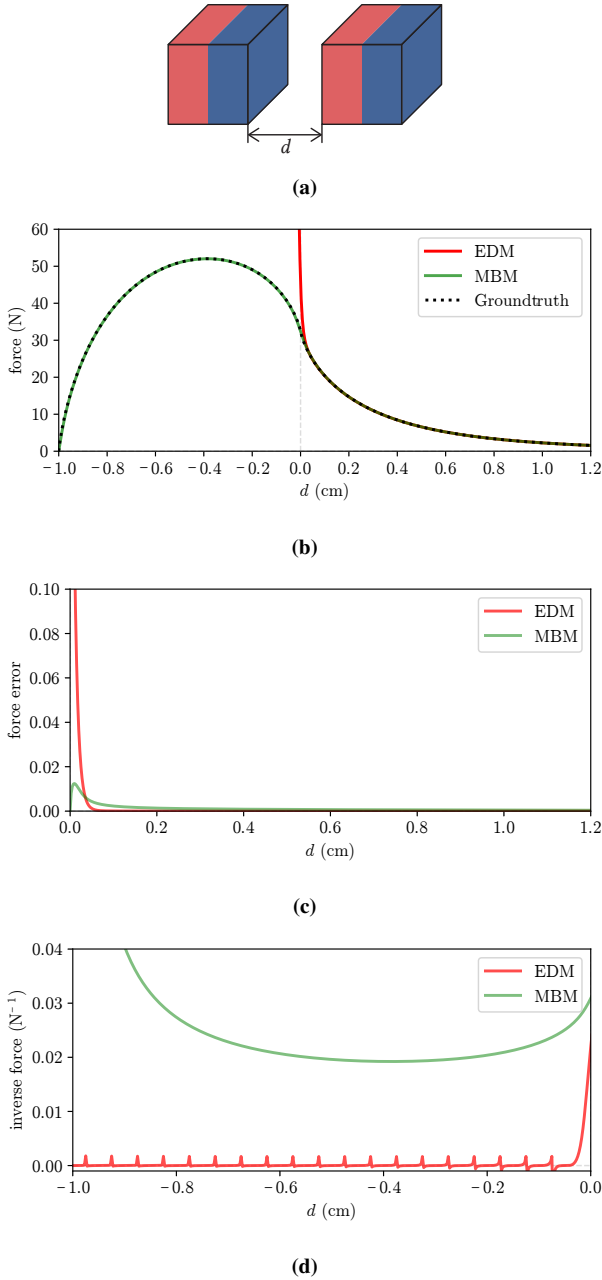 d
(a)
60
50
40
30
20
10
0
force (N)
EDM
MBM
Groundtruth
−1.0 −0.8 −0.6 −0.4 −0.2 0.0 0.2 0.4 0.6 0.8 1.0 1.2
d (cm)
(b)
0.10
0.08
0.06
0.04
0.02
0.00
force error
EDM
MBM
0.0 0.2 0.4 0.6 0.8 1.0 1.2
d (cm)
(c)
0.04
0.03
0.02
0.01
0.00
inverse force (N⁻¹)
EDM
MBM
−1.0 −0.8 −0.6 −0.4 −0.2 0.0
d (cm)
(d)